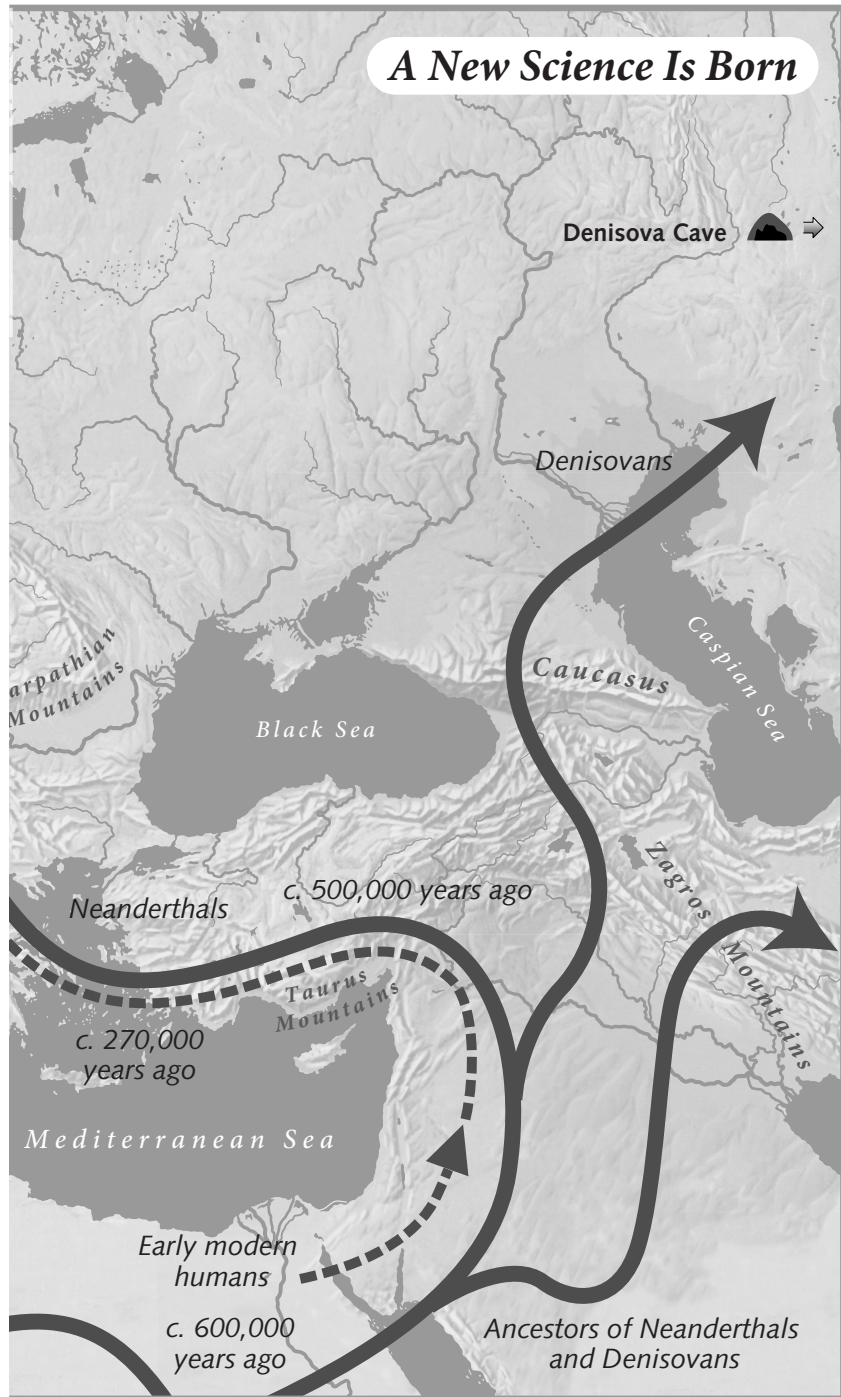 A New Science Is Born
Denisova Cave
Denisovans
arpathian
Mountains
Caucasus
Caspian Sea
Black Sea
Neanderthals
c. 500,000 years ago
Zagros Mountains
Taurus
Mountains
c. 270,000
years ago
Mediterranean Sea
Early modern
humans
c. 600,000
years ago
Ancestors of Neanderthals
and Denisovans